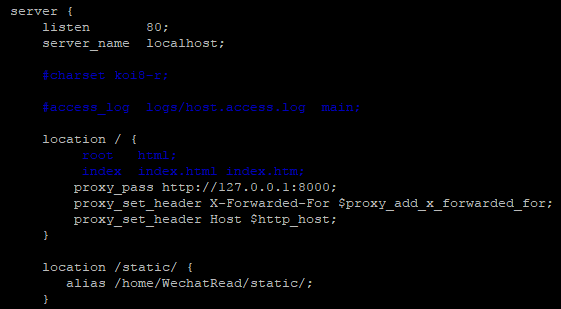 server {
listen 80;
server_name localhost;
#charset koi8-r;
#access_log logs/host.access.log main;
location / {
root html;
index index.html index.htm;
proxy_pass http://127.0.0.1:8000;
proxy_set_header X-Forwarded-For $proxy_add_x_forwarded_for;
proxy_set_header Host $http_host;
}
location /static/ {
alias /home/WechatRead/static/;
}